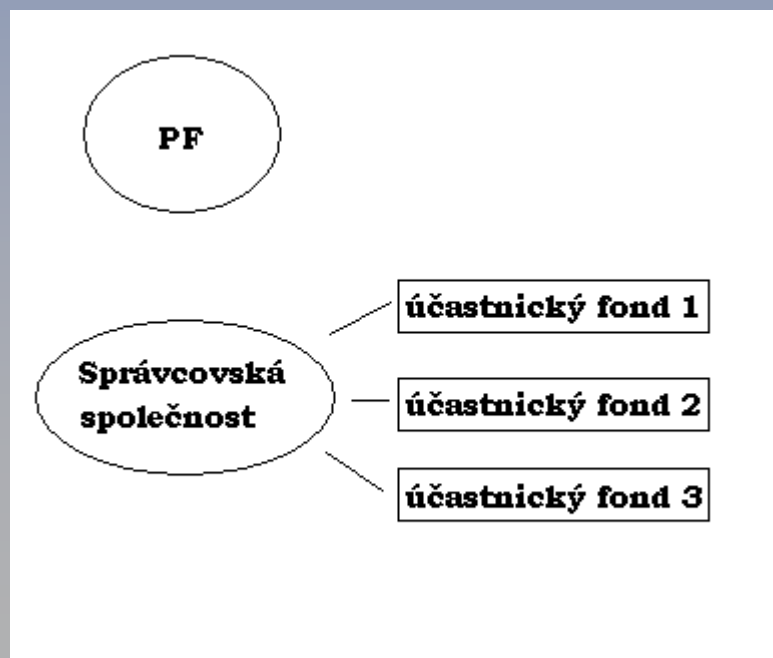 PF
účastnický fond 1
Správcovská
společnost
účastnický fond 2
účastnický fond 3